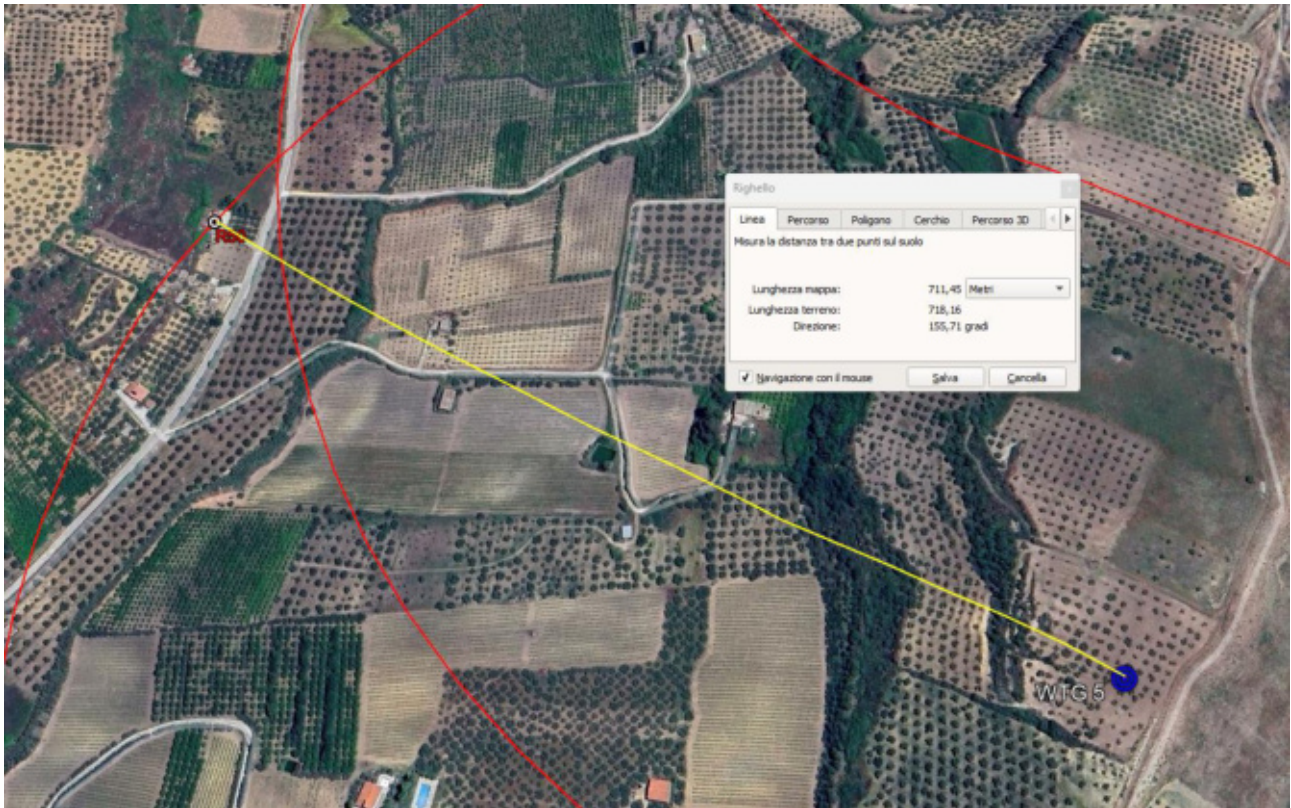 Righello
Linea Percorso Poligono Cerchio Percorso 3D
Misura la distanza tra due punti sul suolo
Lunghezza mappa: 711,45 Metri
Lunghezza terreno: 718,16
Direzione: 155,71 gradi
Navigazione con il mouse Salva Cancella
WTG 5